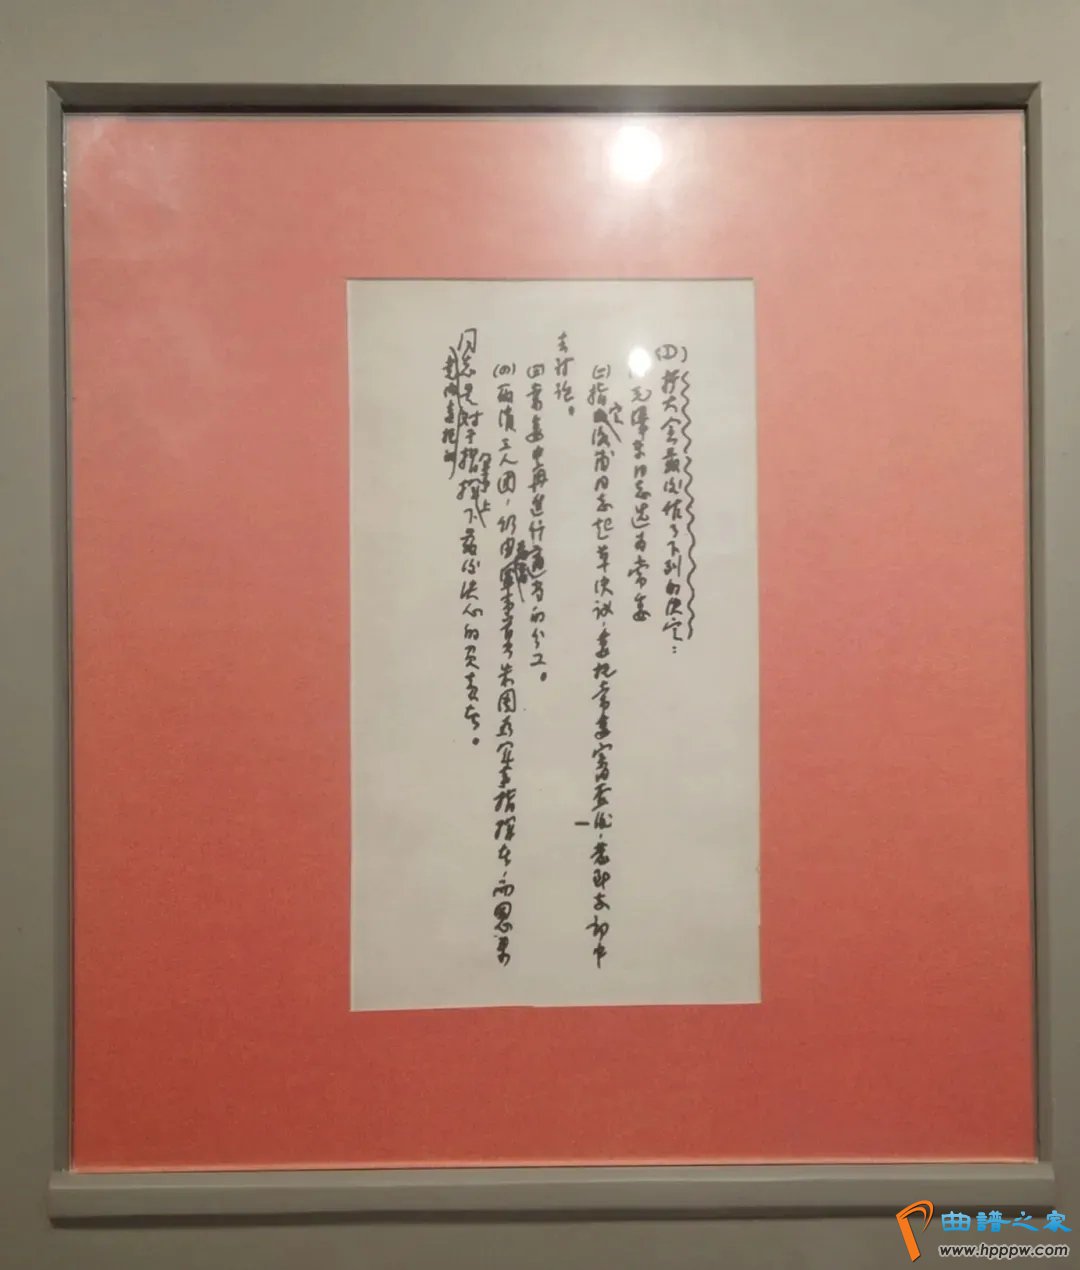 (D)扩大会最后作了下列的决定：
毛泽东同志选为常委
(二)指定洛甫同志起草决议，委托常委审查后，发到支部中
去讨论。
(三)常委中再进行适当的分工。
(四)取消三人团，仍由最高军事首长朱周为军事指挥者，而恩来
同志是党内委托的对于指挥军事上下最后决心的负责者。
曲谱之家
www.hpppw.com